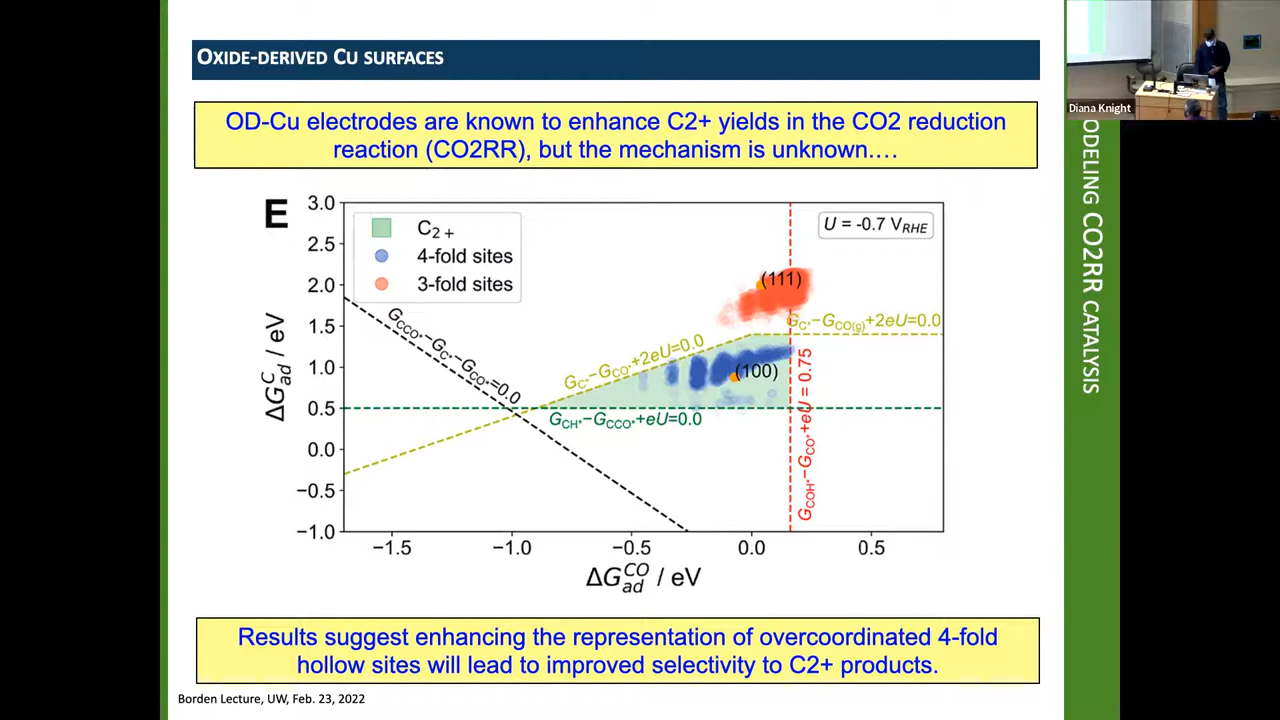 OXIDE-DERIVED CU SURFACES
OD-Cu electrodes are known to enhance C2+ yields in the CO2 reduction
reaction (CO2RR), but the mechanism is unknown….
E
C2+
4-fold sites
3-fold sites
U = -0.7 VRHE
(111)
(100)
GCCO*−GC*−GCO*=0.0
GC*−GCO*+2eU=0.0
GC*−GCO(g)+2eU=0.0
GCH*−GCCO*+eU=0.0
GCOH*−GCO*+eU = 0.75
3.0
2.5
2.0
1.5
1.0
0.5
0.0
−0.5
−1.0
−1.5
−1.0
−0.5
0.0
0.5
ΔG C ad / eV
ΔG CO ad / eV
Results suggest enhancing the representation of overcoordinated 4-fold
hollow sites will lead to improved selectivity to C2+ products.
Borden Lecture, UW, Feb. 23, 2022
Diana Knight
ODELING CO2RR CATALYSIS